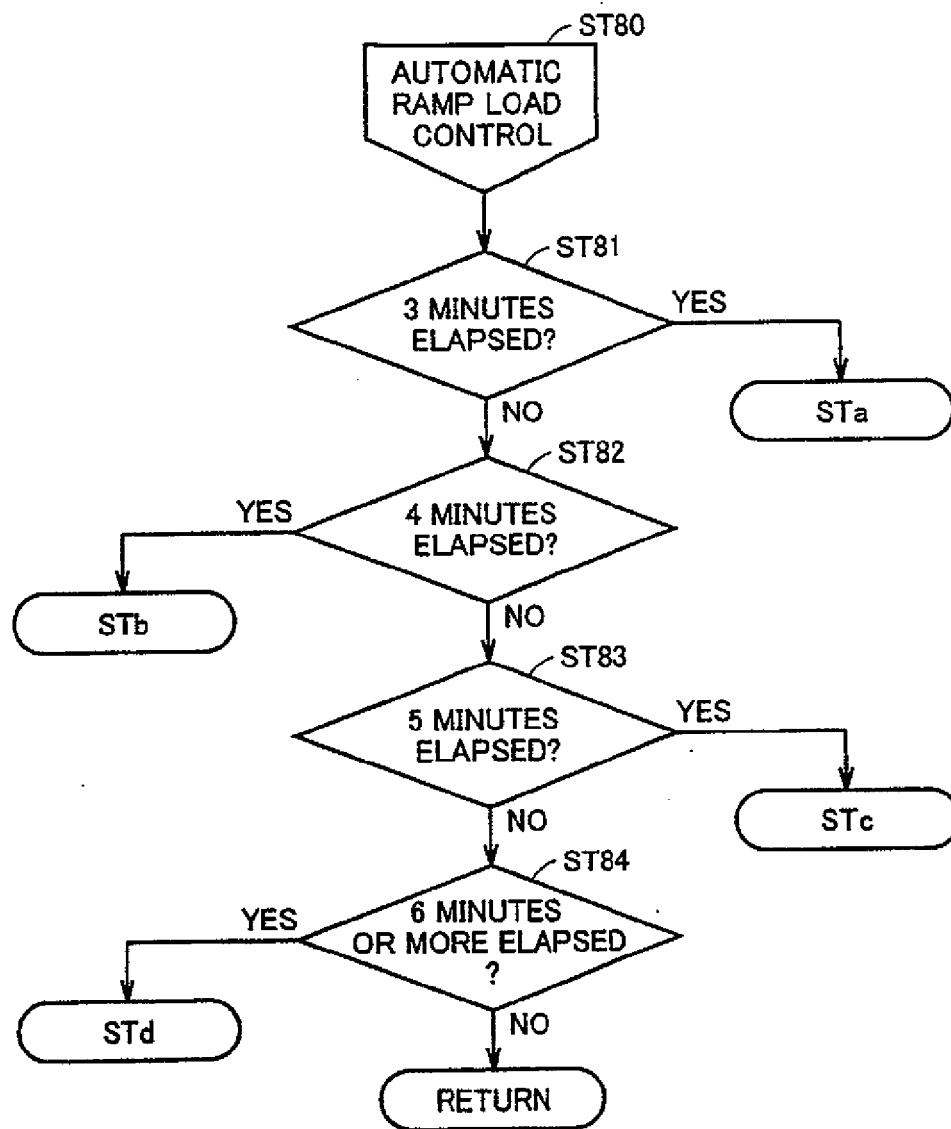 ST80
AUTOMATIC
RAMP LOAD
CONTROL
ST81
3 MINUTES
ELAPSED?
YES
STa
NO
ST82
4 MINUTES
ELAPSED?
YES
STb
NO
ST83
5 MINUTES
ELAPSED?
YES
STc
NO
ST84
6 MINUTES
OR MORE ELAPSED
?
YES
STd
NO
RETURN